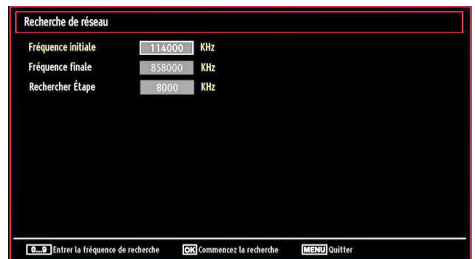 Recherche de réseau
Fréquence initiale 114000 KHz
Fréquence finale 858000 KHz
Rechercher Étape 8000 KHz
0...9 Entrer la fréquence de recherche OK Commencez la recherche MENU Quitter